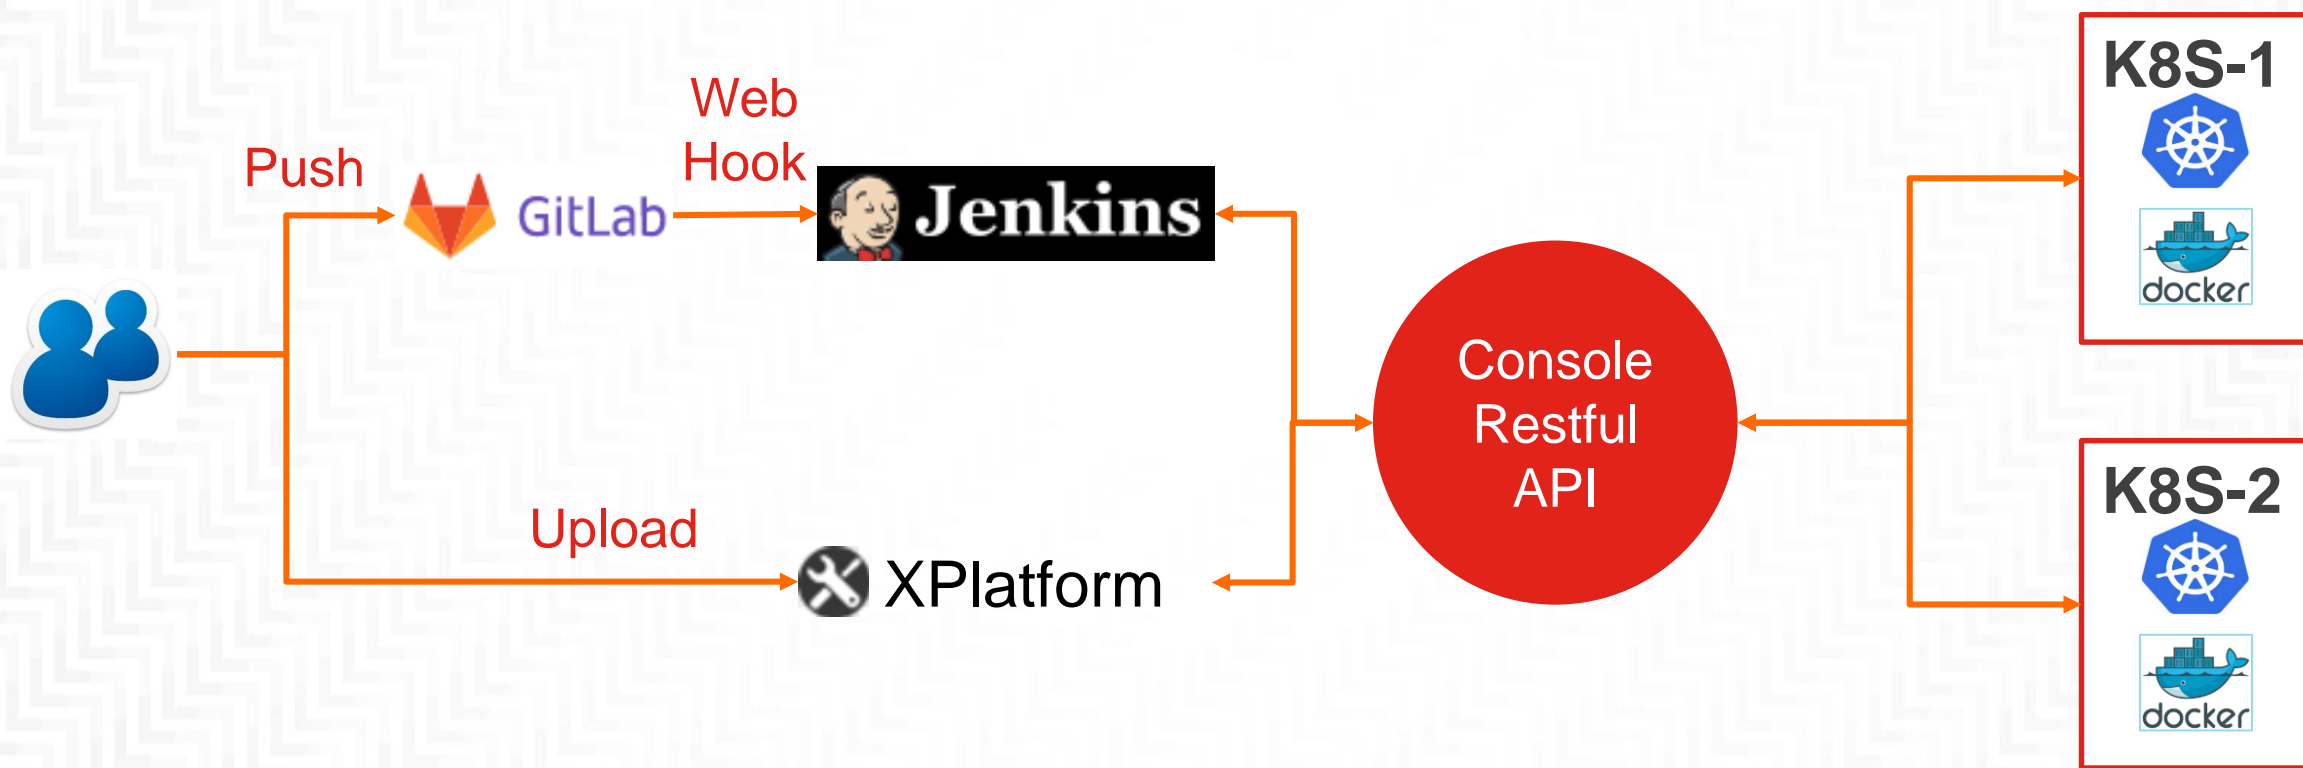 Push
GitLab
Web
Hook
Jenkins
Upload
XPlatform
Console
Restful
API
K8S-1
docker
K8S-2
docker